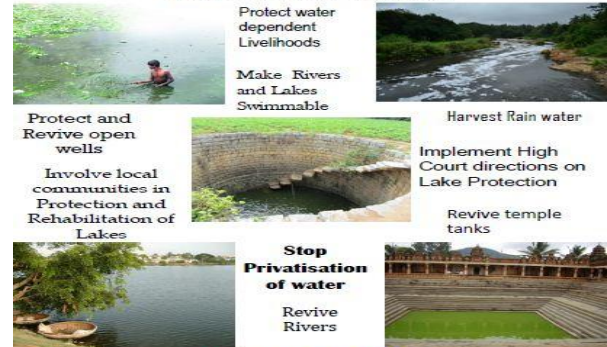 Protect water
dependent
Livelihoods
Make Rivers
and Lakes
Swimmable
Harvest Rain water
Protect and
Revive open
wells
Implement High
Court directions on
Lake Protection
Involve local
communities in
Protection and
Rehabilitation of
Lakes
Revive temple
tanks
Stop
Privatisation
of water
Revive
Rivers